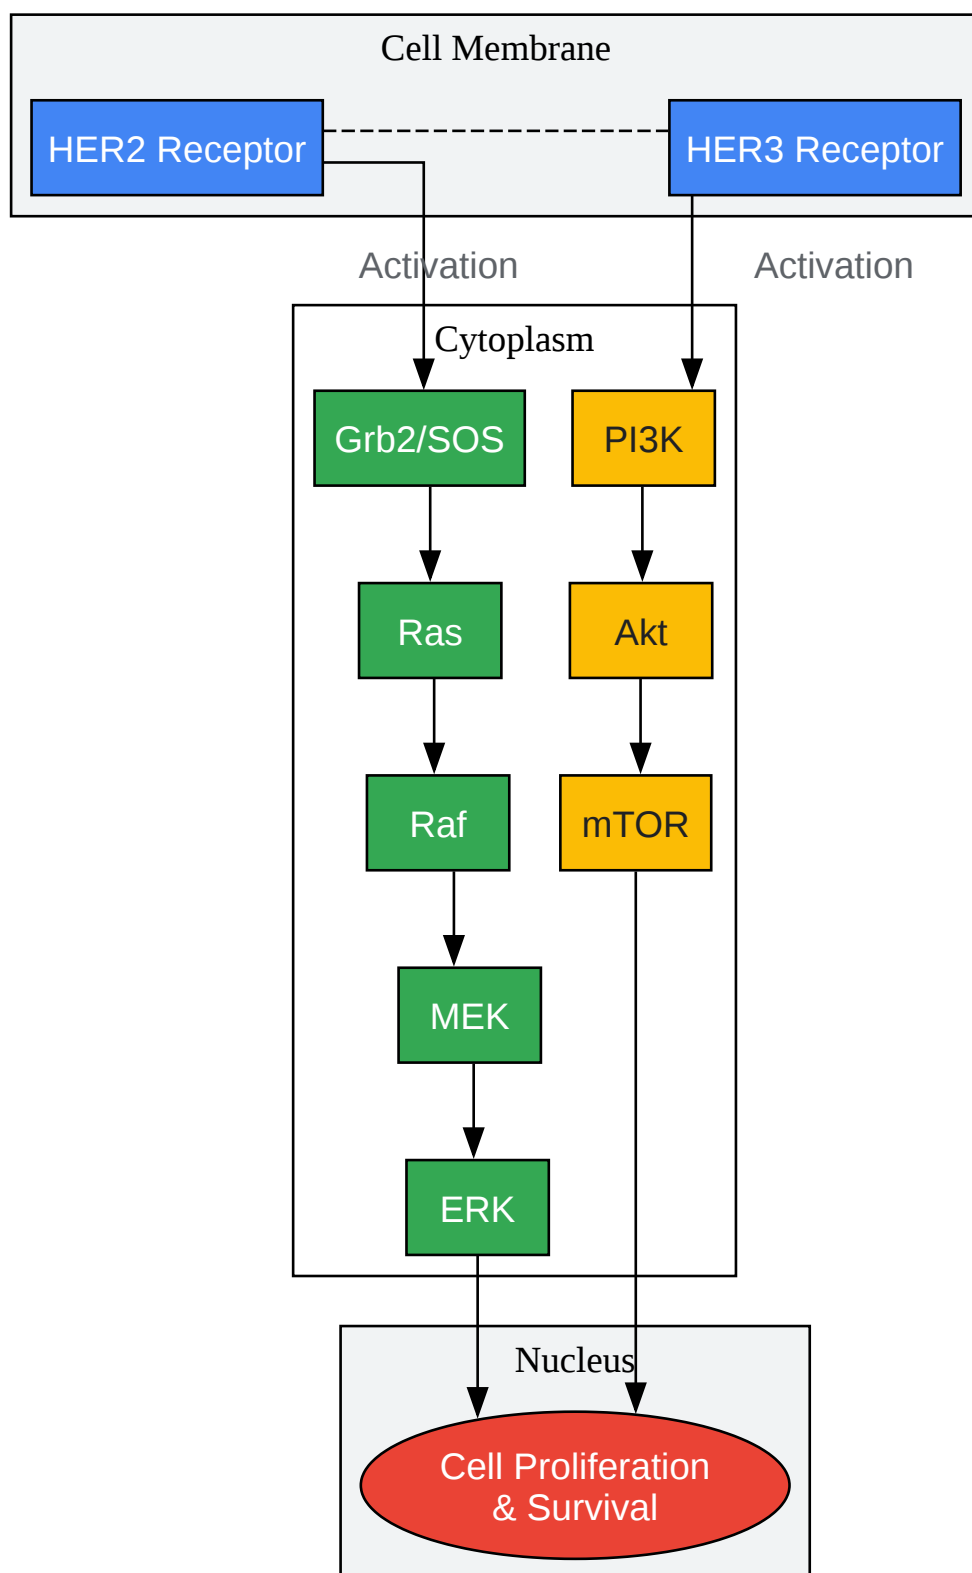 Cell Membrane
HER2 Receptor
HER3 Receptor
Activation
Activation
Cytoplasm
Grb2/SOS
PI3K
Ras
Akt
Raf
mTOR
MEK
ERK
Nucleus
Cell Proliferation
& Survival